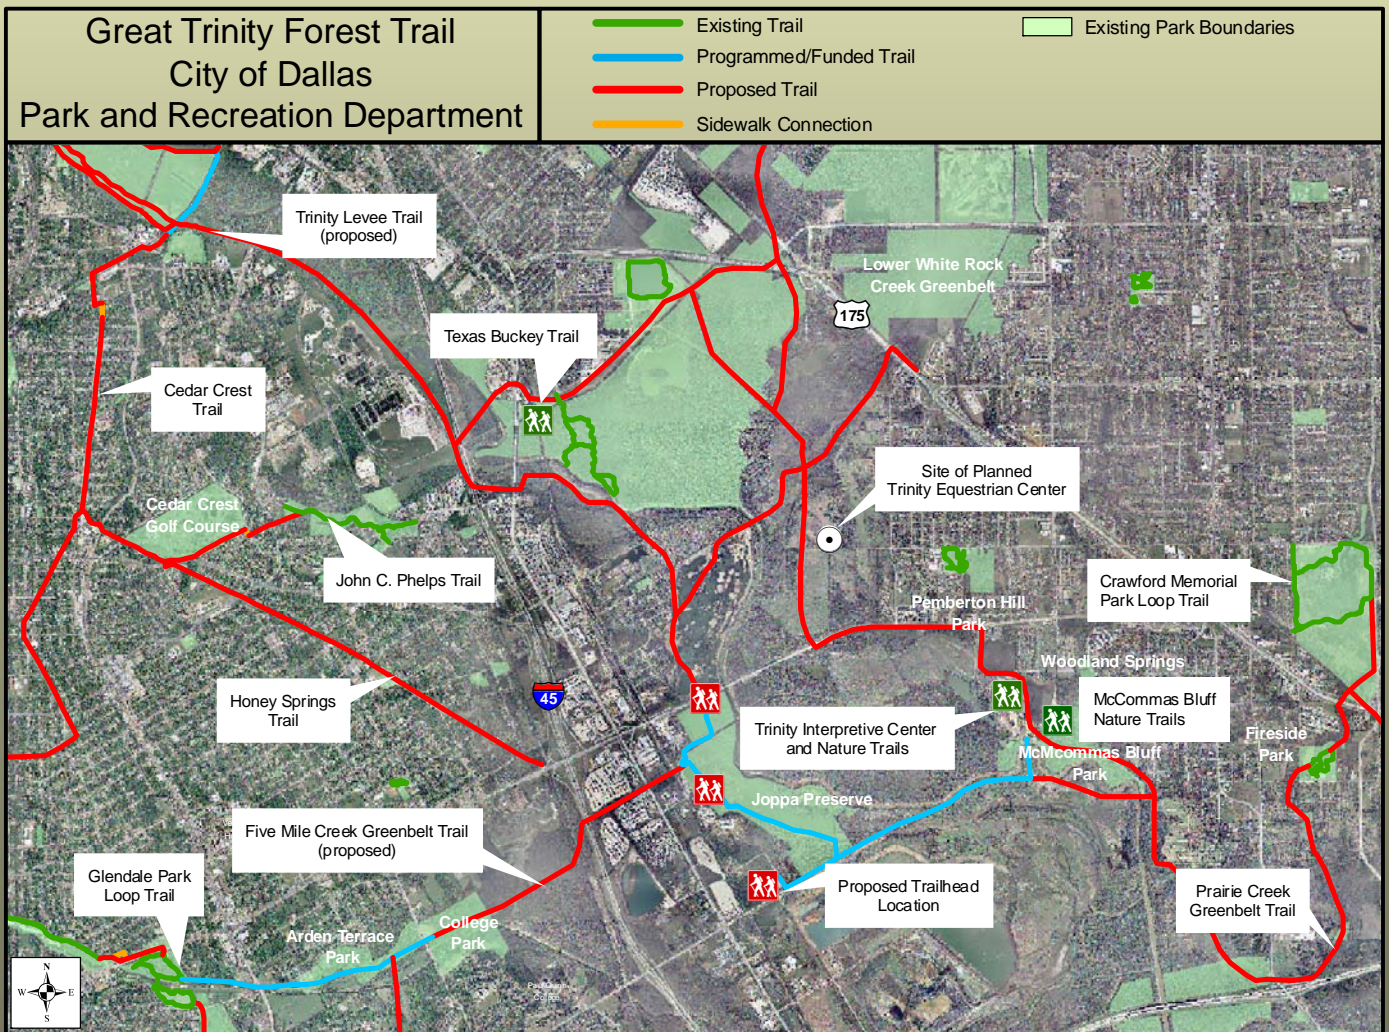 Great Trinity Forest Trail
City of Dallas
Park and Recreation Department
Existing Trail
Programmed/Funded Trail
Proposed Trail
Sidewalk Connection
Existing Park Boundaries
Trinity Levee Trail
(proposed)
Lower White Rock
Creek Greenbelt
175
Texas Buckey Trail
Cedar Crest
Trail
Site of Planned
Trinity Equestrian Center
Cedar Crest
Golf Course
John C. Phelps Trail
Crawford Memorial
Park Loop Trail
Pemberton Hill
Park
Woodland Springs
Honey Springs
Trail
45
Trinity Interpretive Center
and Nature Trails
McCommas Bluff
Nature Trails
McMcommas Bluff
Park
Fireside
Park
Joppa Preserve
Five Mile Creek Greenbelt Trail
(proposed)
Glendale Park
Loop Trail
Proposed Trailhead
Location
Prairie Creek
Greenbelt Trail
Arden Terrace
Park
College
Park
Paul Quinn
College
N
W E
S